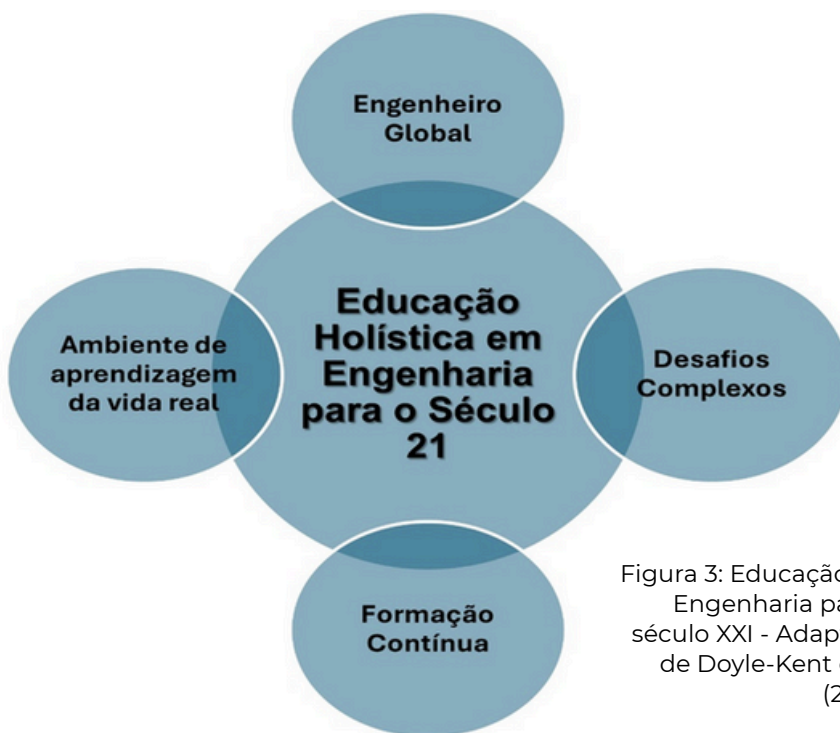 Engenheiro
Global
Educação
Holística em
Engenharia
para o Século
21
Ambiente de
aprendizagem
da vida real
Desafios
Complexos
Formação
Contínua
Figura 3: Educação
Engenharia
século XXI -
de Doyle-Kent